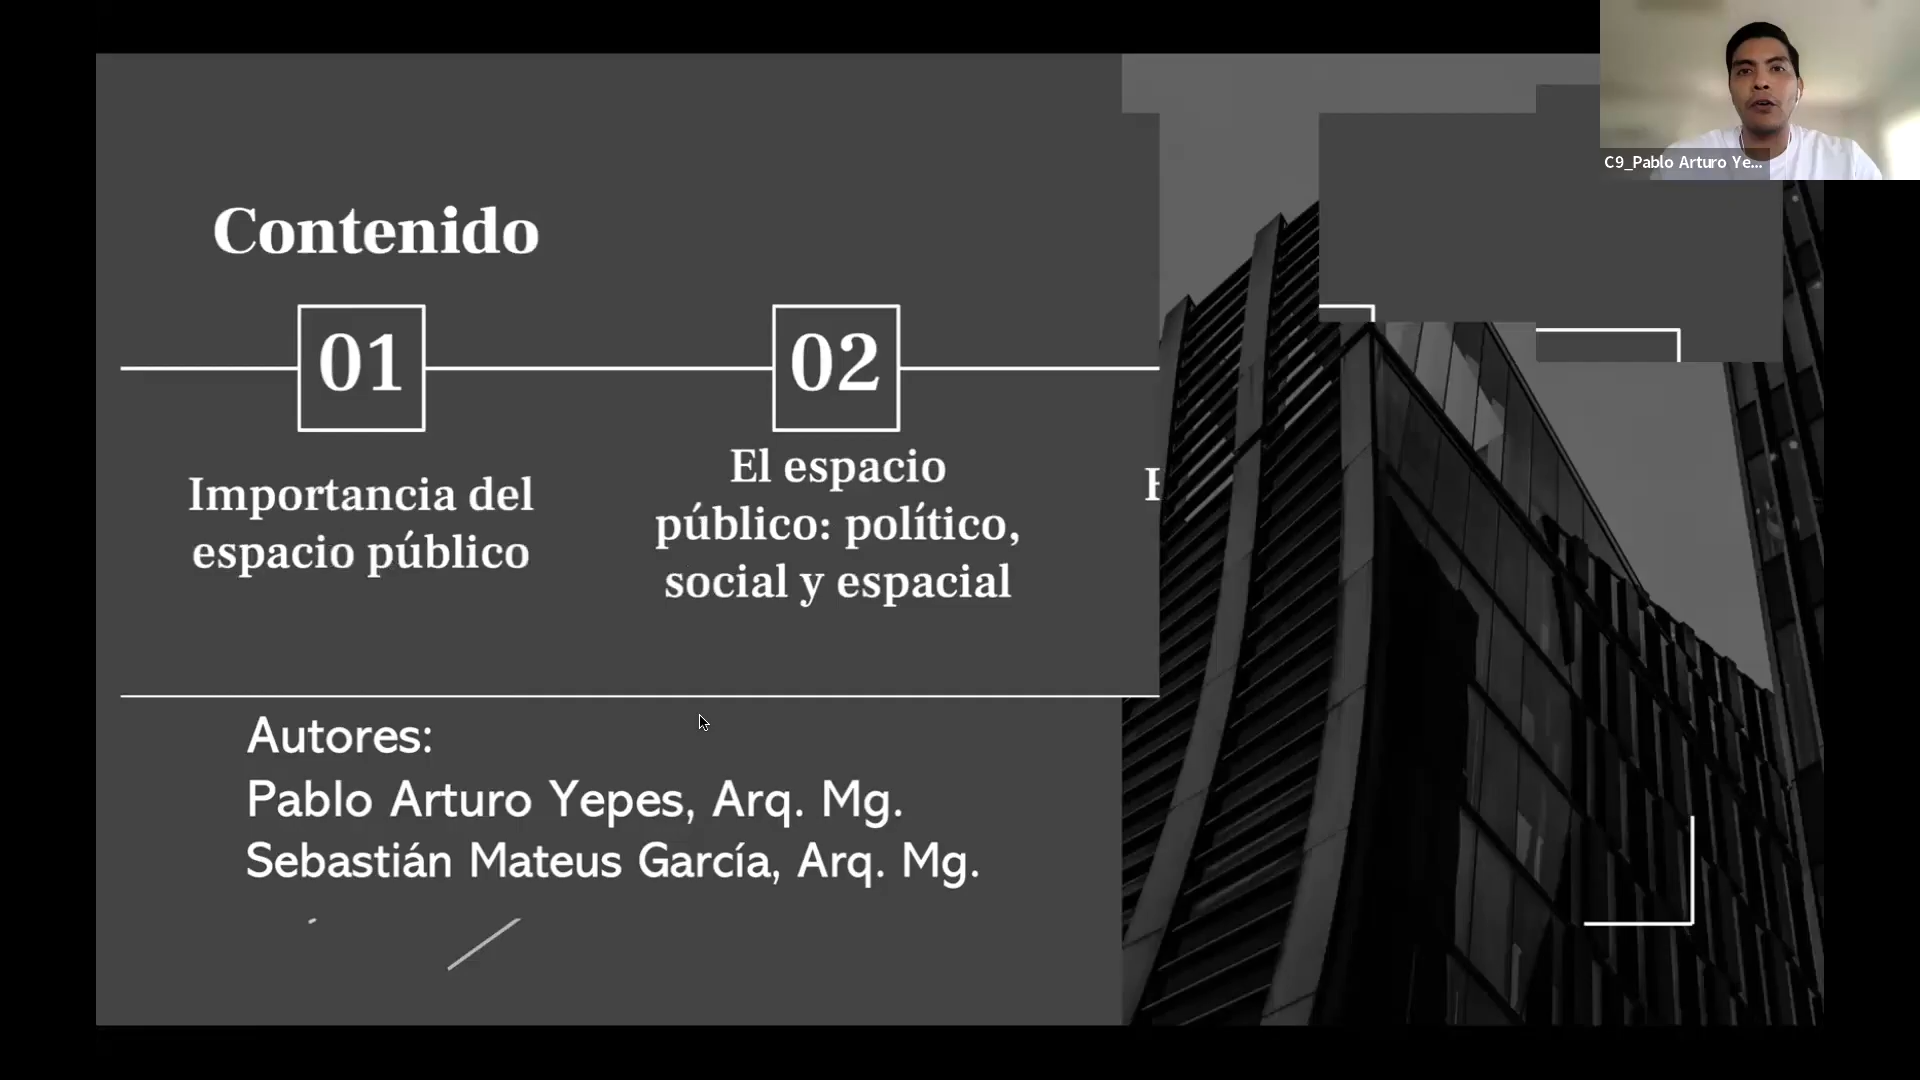 C9_Pablo Arturo Ye...
Contenido
01
02
Importancia del
espacio público
El espacio
público: político,
social y espacial
Autores:
Pablo Arturo Yepes, Arq. Mg.
Sebastián Mateus García, Arq. Mg.